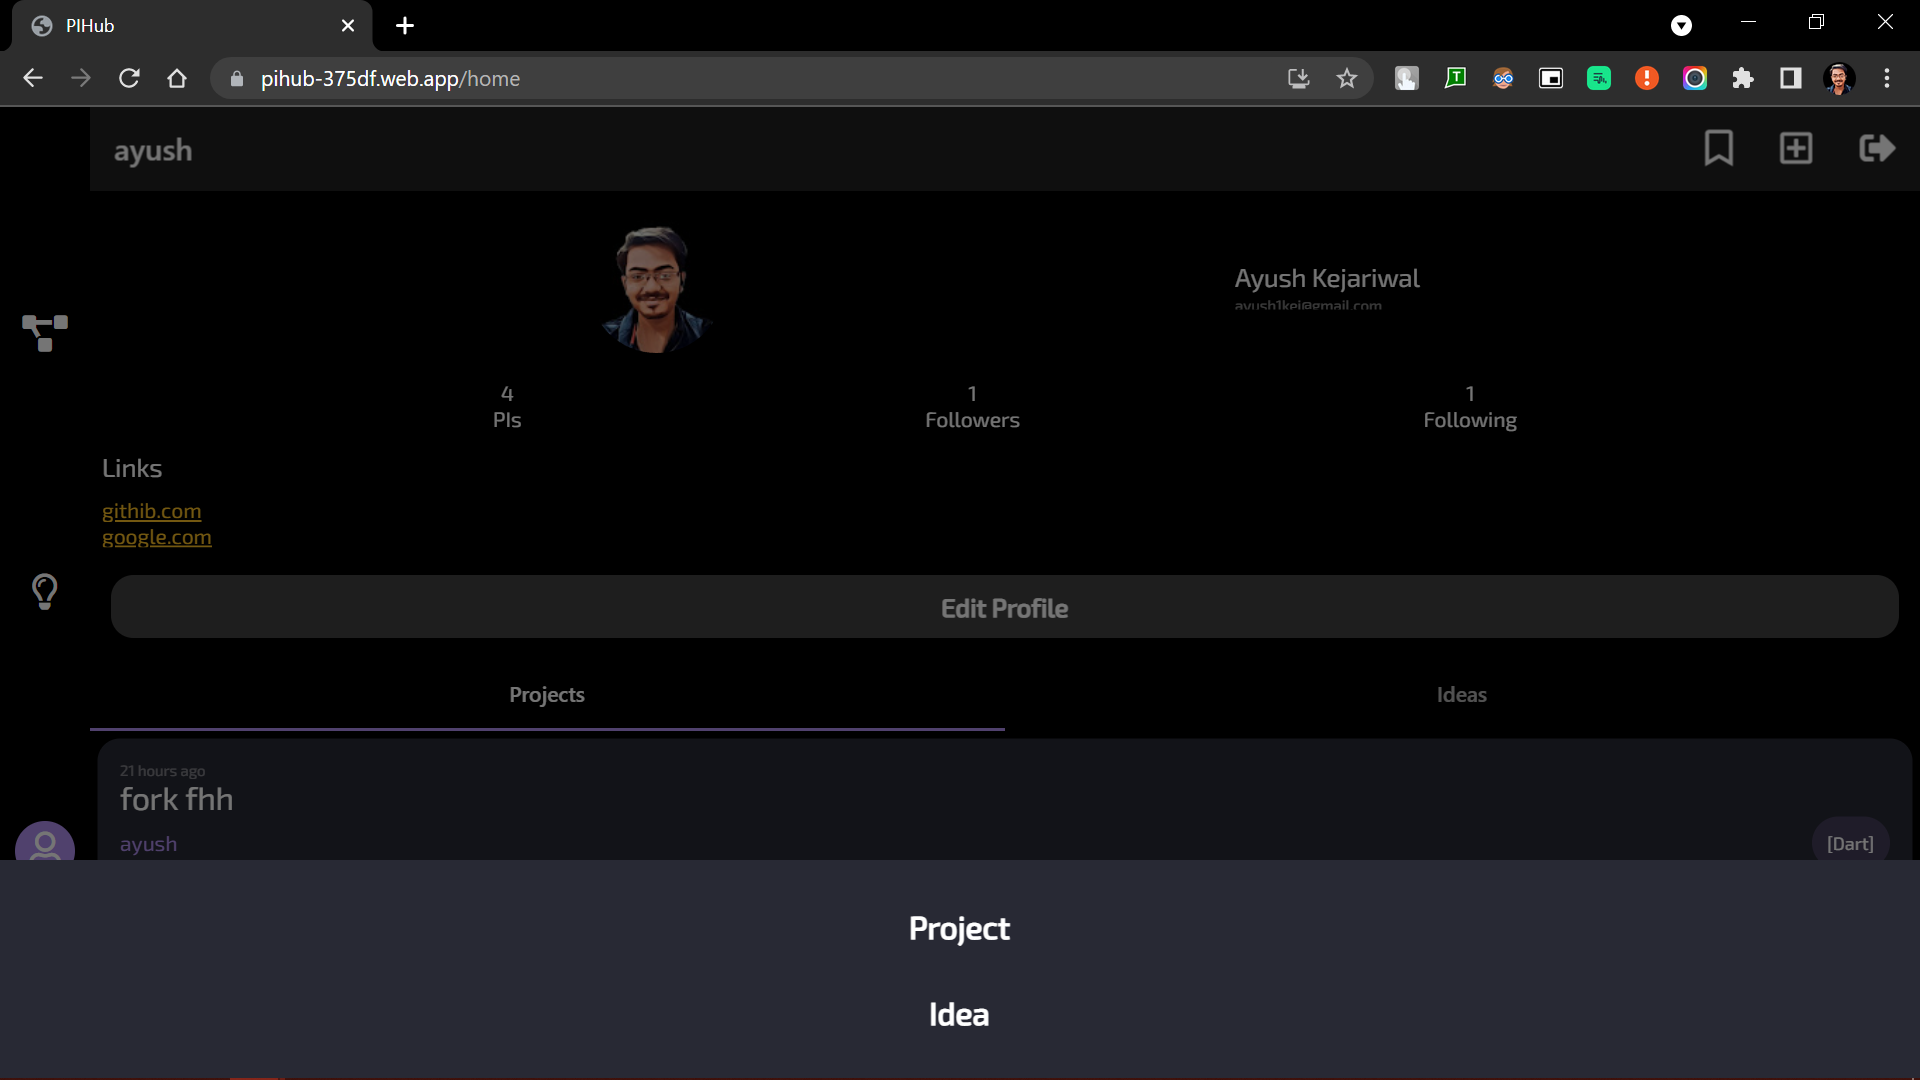 PIHub
pihub-375df.web.app/home
ayush
Ayush Kejariwal
ayush1kej@gmail.com
4
PIs
1
Followers
1
Following
Links
githib.com
google.com
Edit Profile
Projects
Ideas
21 hours ago
fork fhh
ayush
[Dart]
Project
Idea